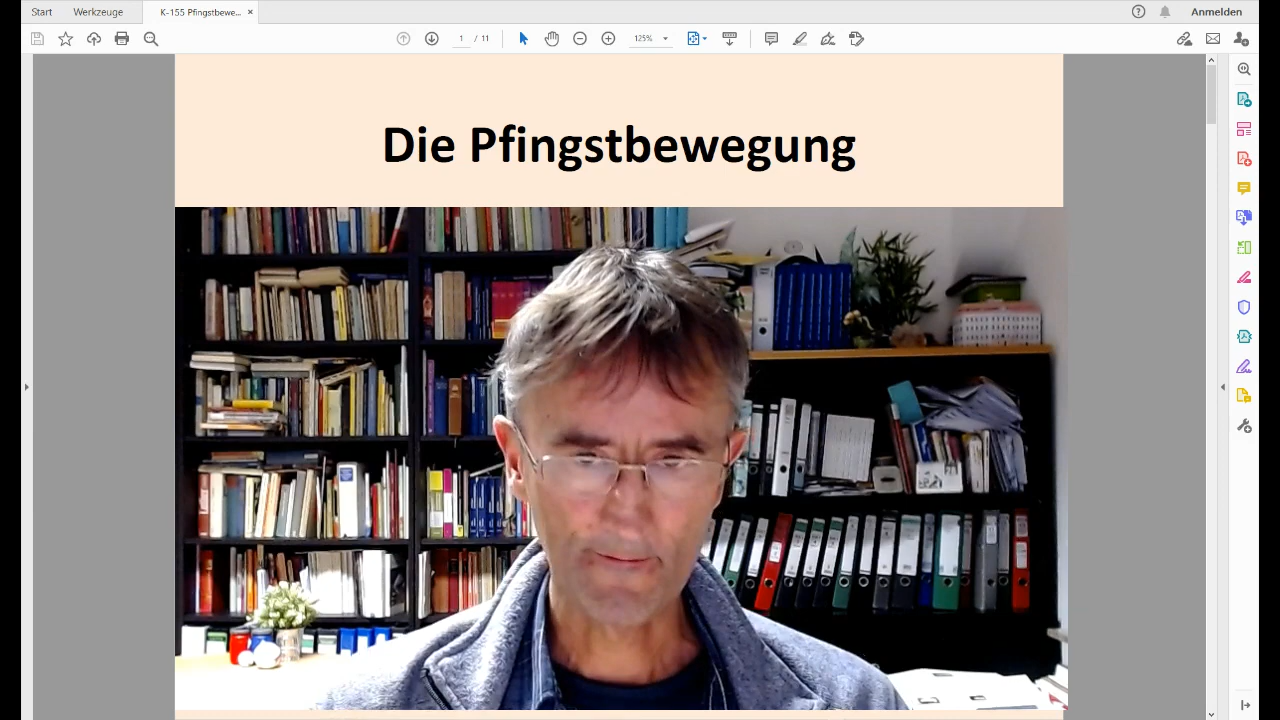 Start Werkzeuge K-155 Pfingstbewe... × Anmelden
1 / 11 125%
Die Pfingstbewegung